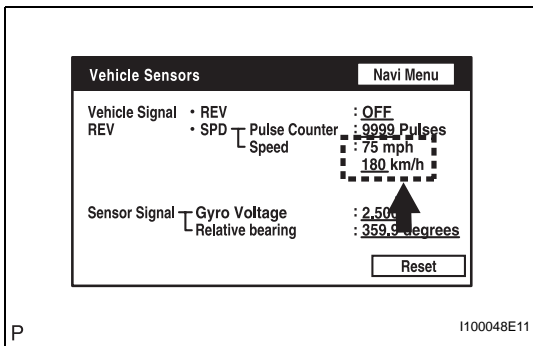 Vehicle Sensors Navi Menu
Vehicle Signal • REV : OFF
REV • SPD Pulse Counter : 9999 Pulses
Speed : 75 mph
180 km/h
Sensor Signal Gyro Voltage : 2.500
Relative bearing : 359.9 degrees
Reset
P I100048E11